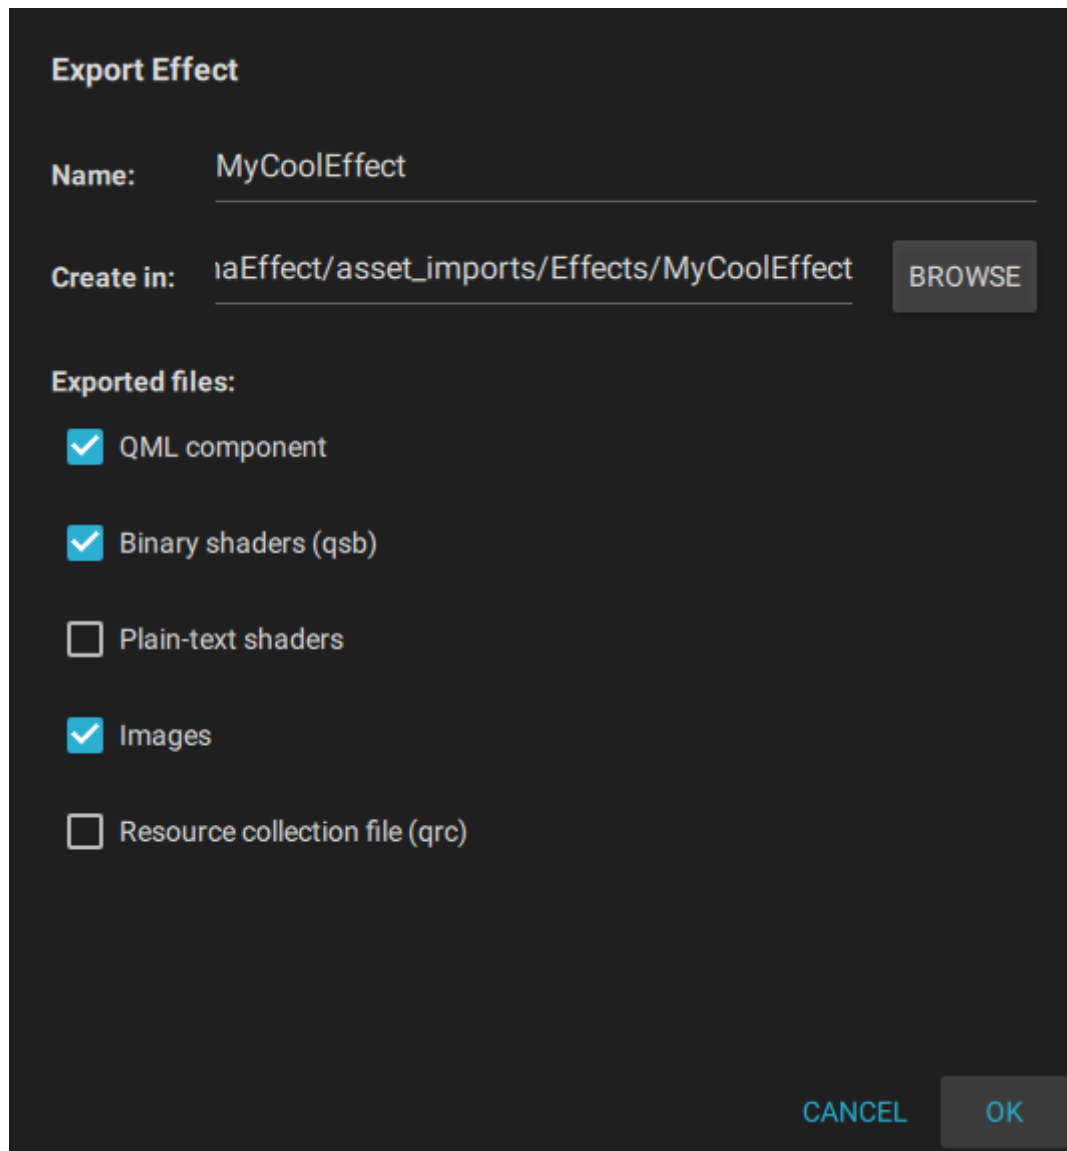 Export Effect
Name: MyCoolEffect
Create in: aEffect/asset_imports/Effects/MyCoolEffect BROWSE
Exported files:
QML component
Binary shaders (qsb)
Plain-text shaders
Images
Resource collection file (qrc)
CANCEL OK